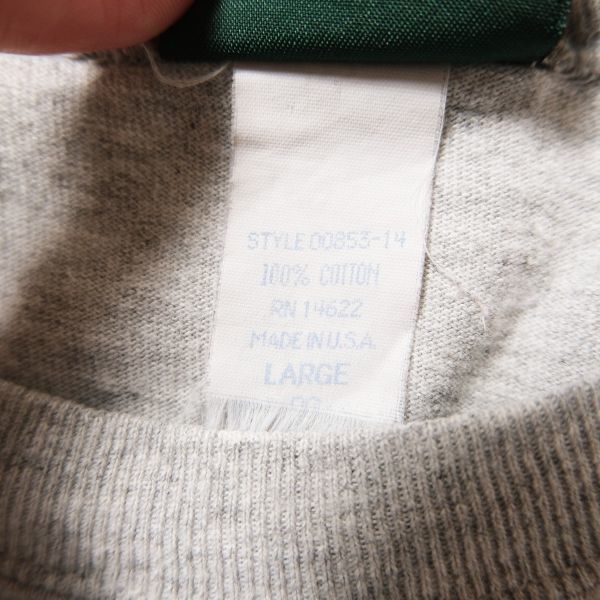 STYLE 00853-14
100% COTTON
RN 14622
MADE IN U.S.A.
LARGE